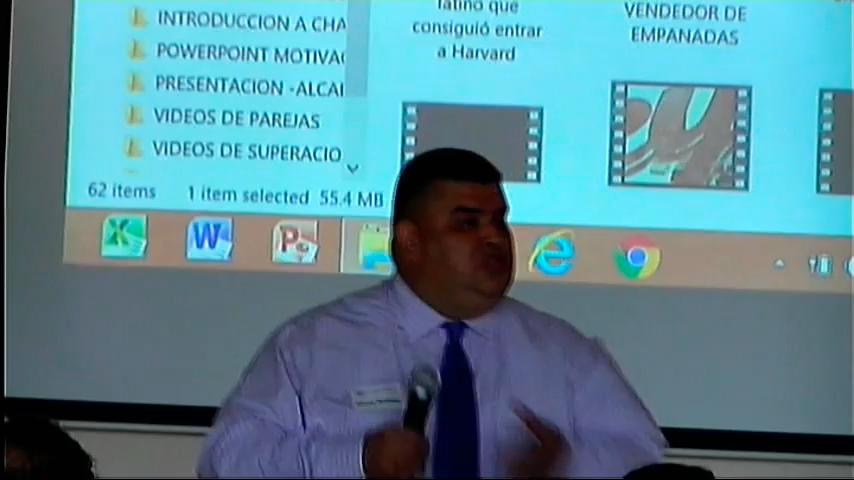 INTRODUCCION A CHA
POWERPOINT MOTIVA
PRESENTACION -ALCAI
VIDEOS DE PAREJAS
VIDEOS DE SUPERACIO
62 items 1 item selected 55.4 MB
latino que
consiguió entrar
a Harvard
VENDEDOR DE
EMPANADAS